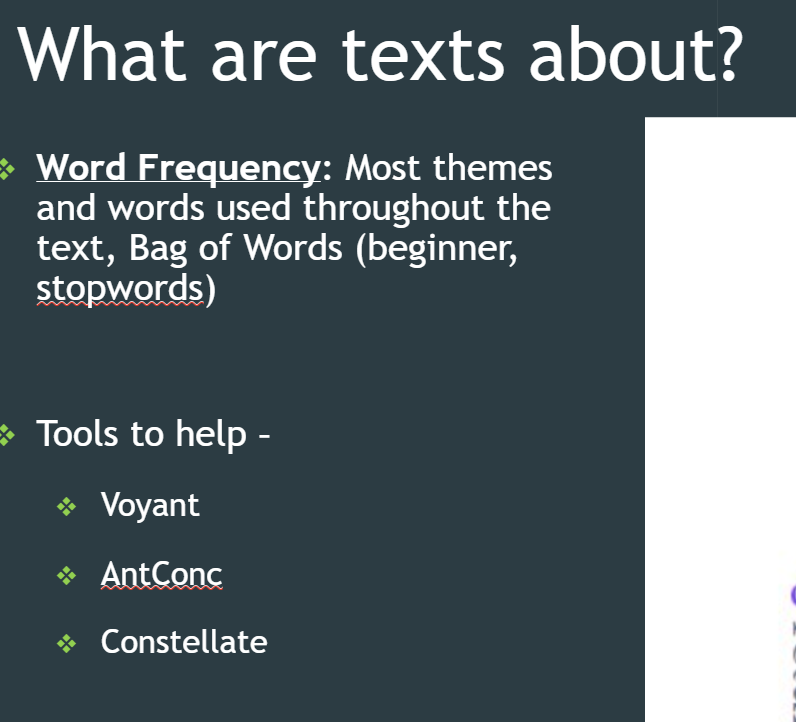 What are texts about?
Word Frequency: Most themes
and words used throughout the
text, Bag of Words (beginner,
stopwords)
Tools to help –
Voyant
AntConc
Constellate